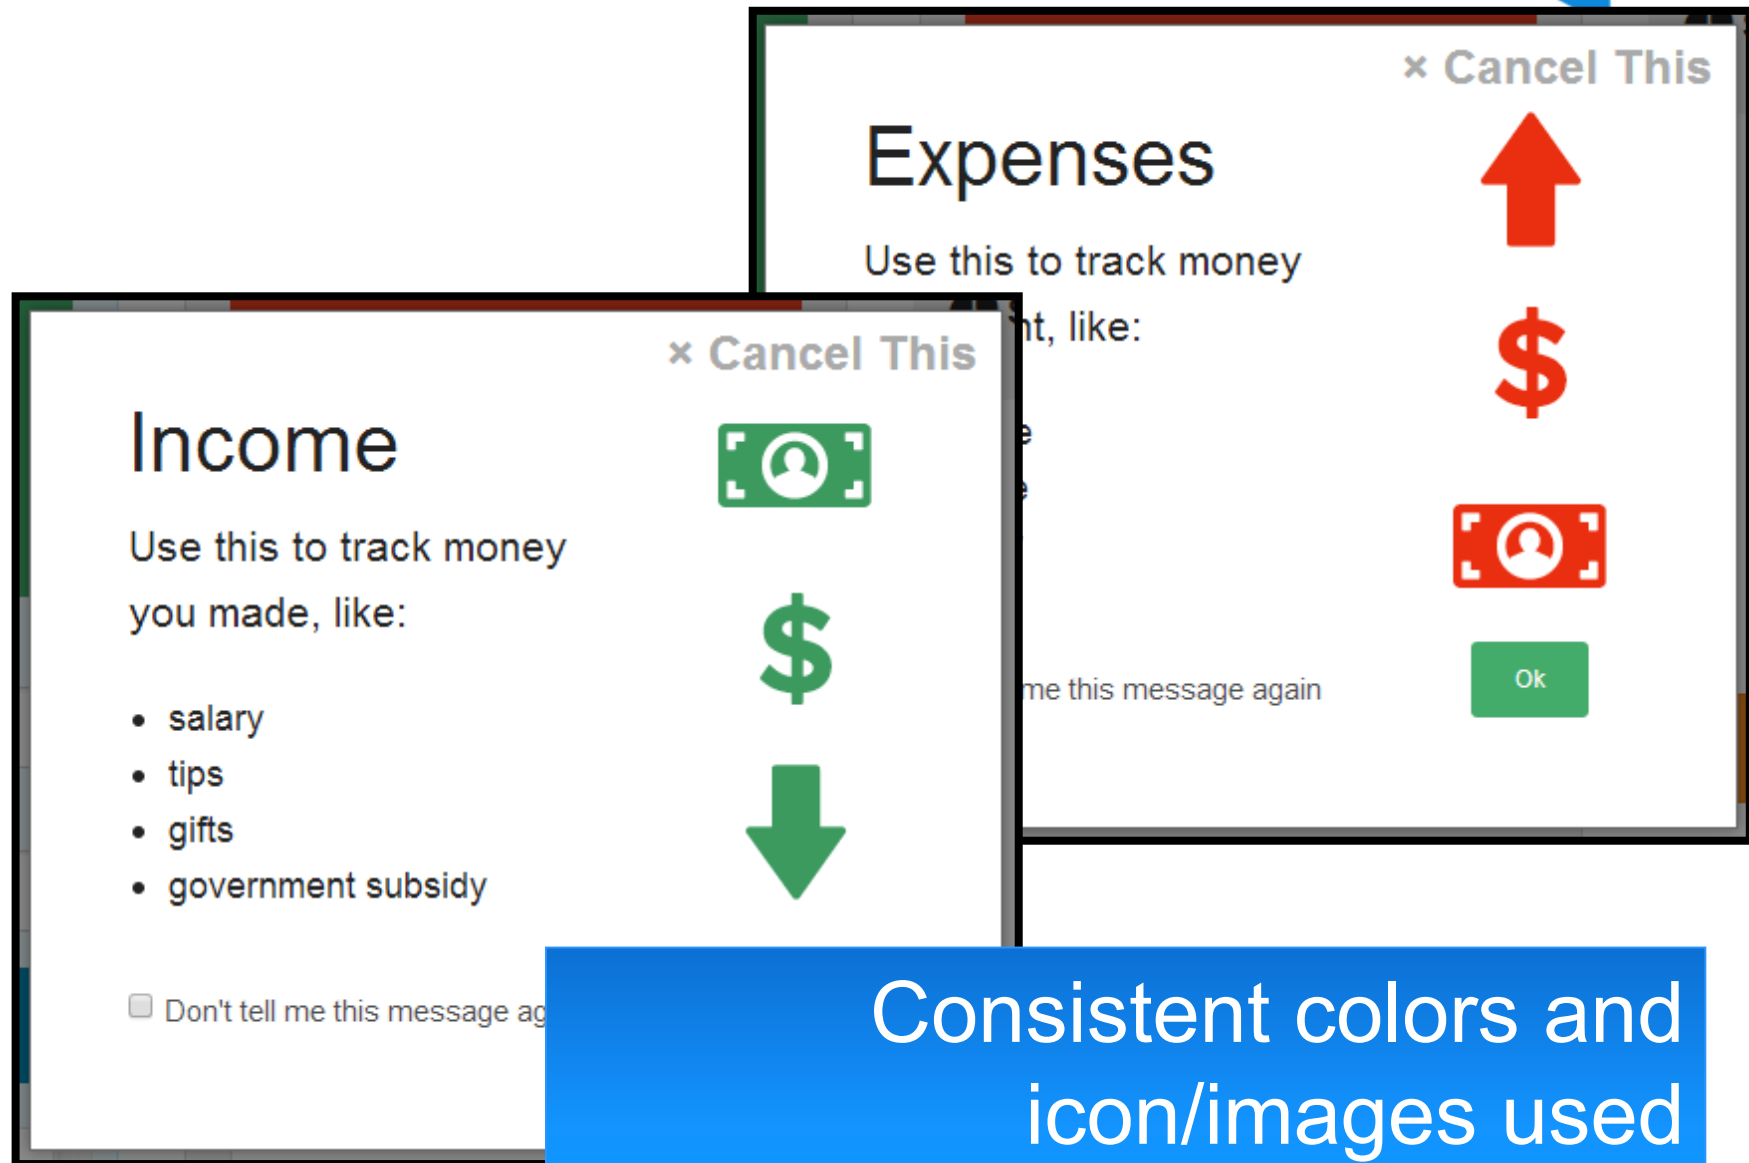 × Cancel This
Expenses
Use this to track money
like:
me this message again
Ok
× Cancel This
Income
$
Use this to track money
you made, like:
$
• salary
• tips
• gifts
• government subsidy
Don't tell me this message
Consistent colors and
icon/images used